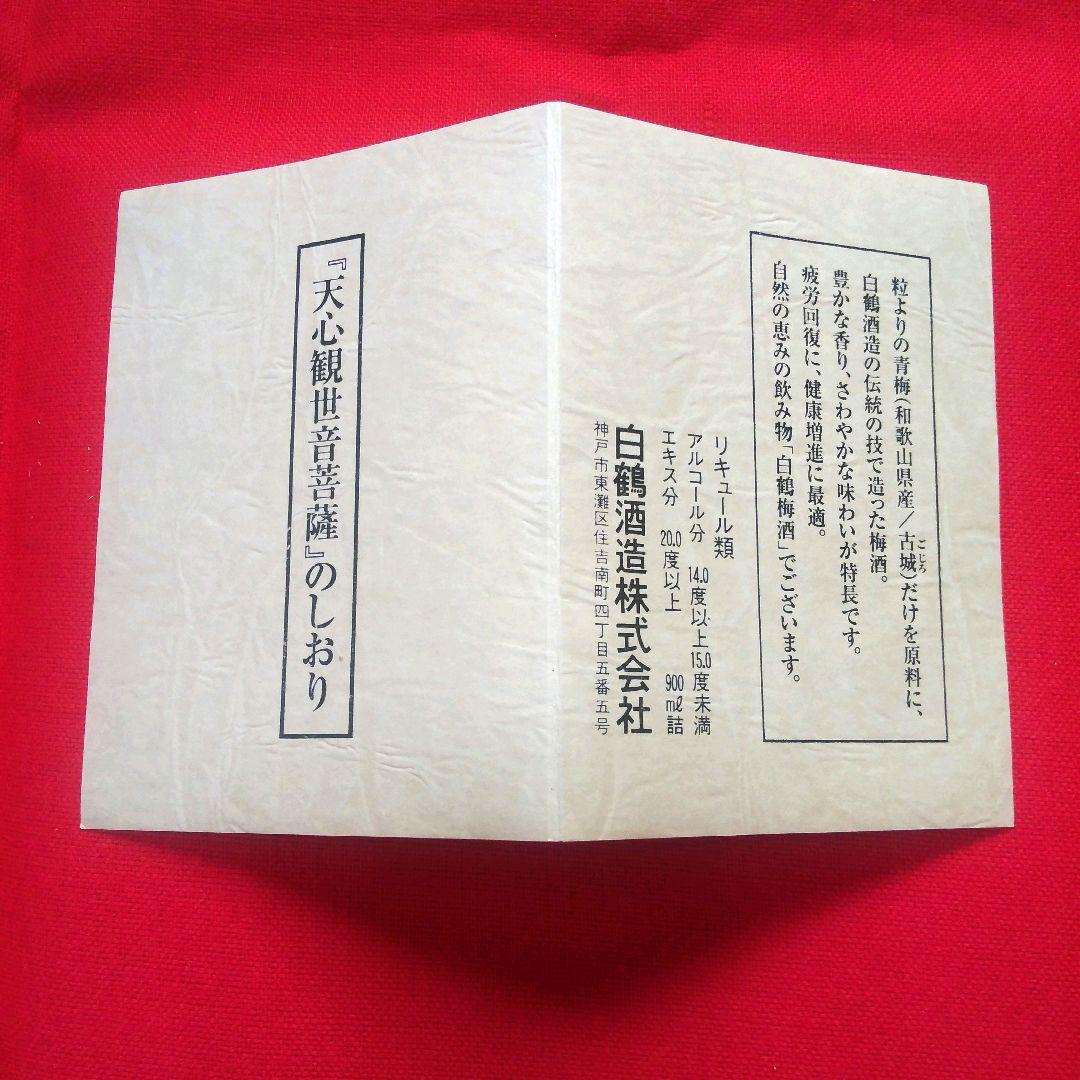 粒よりの青梅(和歌山県産/古城)だけを原料に、
ごじろ
白鶴酒造の伝統の技で造った梅酒。
豊かな香り、さわやかな味わいが特長です。
疲労回復に、健康増進に最適。
自然の恵みの飲み物「白鶴梅酒」でございます。
リキュール類
アルコール分 14.0度以上15.0度未満
エキス分 20.0度以上 900mℓ詰
白鶴酒造株式会社
神戸市東灘区住吉南町四丁目五番五号
『天心観世音菩薩』のしおり